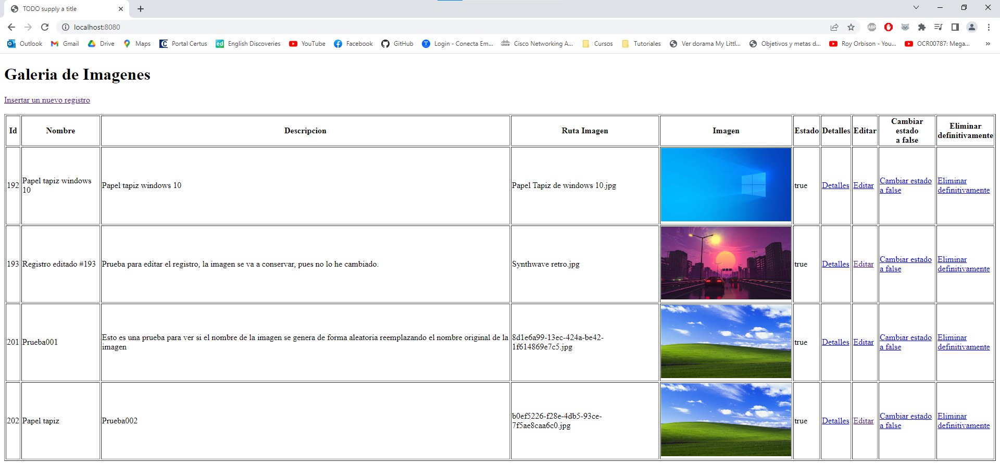 TODO supply a title
localhost:8080
Outlook Gmail Drive Maps Portal Certus English Discoveries YouTube Facebook GitHub Login - Conecta Em... Cisco Networking A... Cursos Tutoriales Ver dorama My Littl... Objetivos y metas d... Roy Orbison - You... OCR00787: Mega... »
Galeria de Imagenes
Insertar un nuevo registro
Id Nombre Descripcion Ruta Imagen Imagen Estado Detalles Editar
Cambiar
estado
a false
Eliminar
definitivamente
192
Papel tapiz windows
10
Papel tapiz windows 10
Papel Tapiz de windows 10.jpg
true
Detalles
Editar
Cambiar estado
a false
Eliminar
definitivamente
193
Registro editado #193
Prueba para editar el registro, la imagen se va a conservar, pues no lo he cambiado.
Synthwave retro.jpg
true
Detalles
Editar
Cambiar estado
a false
Eliminar
definitivamente
201
Prueba001
Esto es una prueba para ver si el nombre de la imagen se genera de forma aleatoria reemplazando el nombre original de la
imagen
8d1e6a99-13ec-424a-be42-
1f614869e7c5.jpg
true
Detalles
Editar
Cambiar estado
a false
Eliminar
definitivamente
202
Papel tapiz
Prueba002
b0ef5226-f28e-4db5-93ce-
7f5ae8caa6c0.jpg
true
Detalles
Editar
Cambiar estado
a false
Eliminar
definitivamente